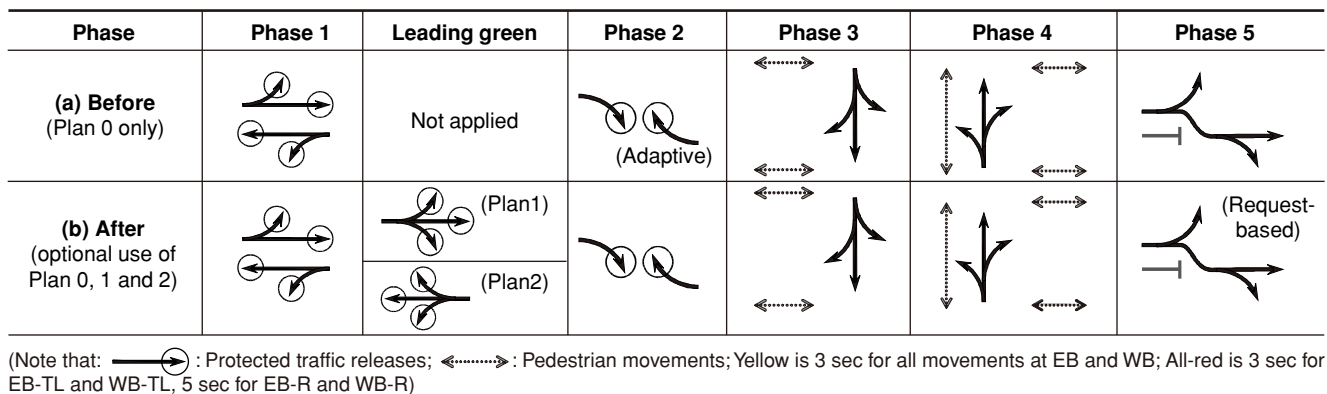 Phase Phase 1 Leading green Phase 2 Phase 3 Phase 4 Phase 5
(a) Before
(Plan 0 only)
Not applied
(Adaptive)
(b) After
(optional use of
Plan 0, 1 and 2)
(Plan1)
(Plan2)
(Request-
based)
(Note that: : Protected traffic releases; : Pedestrian movements; Yellow is 3 sec for all movements at EB and WB; All-red is 3 sec for
EB-TL and WB-TL, 5 sec for EB-R and WB-R)